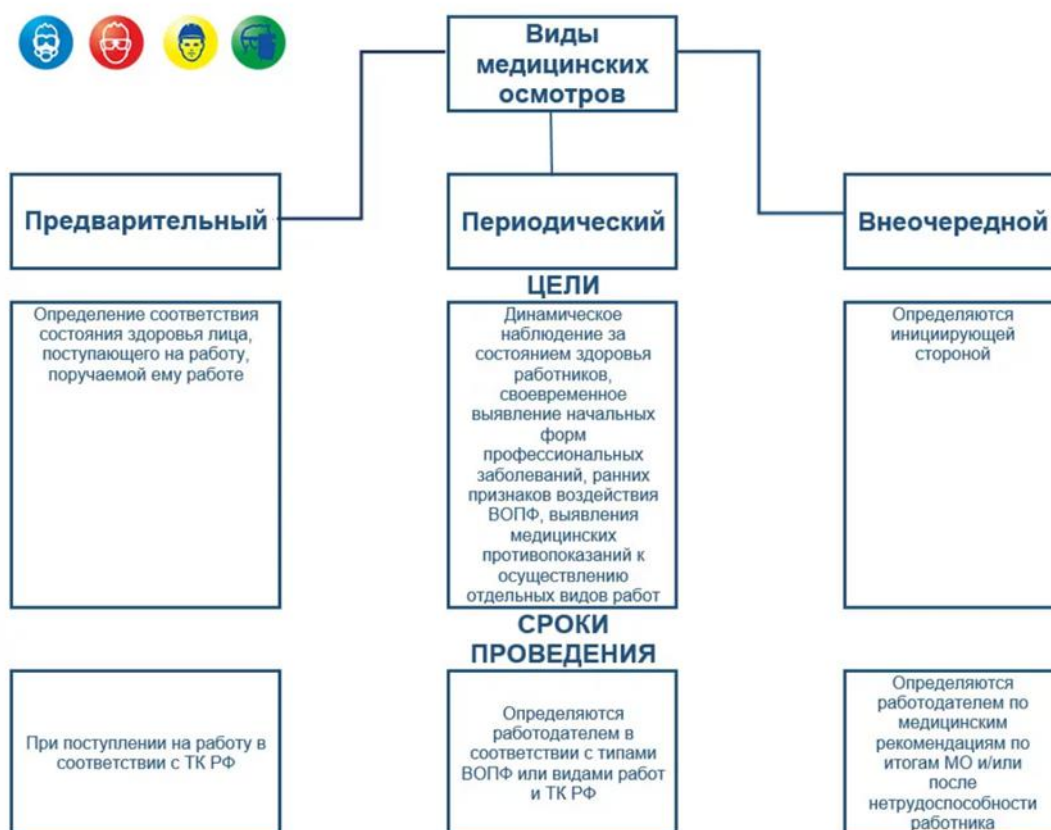 Виды
медицинских
осмотров
Предварительный
Периодический
Внеочередной
ЦЕЛИ
Определение соответствия
состояния здоровья лица,
поступающего на работу,
поручаемой ему работе
Динамическое
наблюдение за
состоянием здоровья
работников,
своевременное
выявление начальных
форм
профессиональных
заболеваний, ранних
признаков воздействия
ВОПФ, выявления
медицинских
противопоказаний к
осуществлению
отдельных видов работ
Определяются
инициирующей
стороной
СРОКИ
ПРОВЕДЕНИЯ
При поступлении на работу в
соответствии с ТК РФ
Определяются
работодателем в
соответствии с типами
ВОПФ или видами работ
и ТК РФ
Определяются
работодателем по
медицинским
рекомендациям по
итогам МО и/или
после
нетрудоспособности
работника